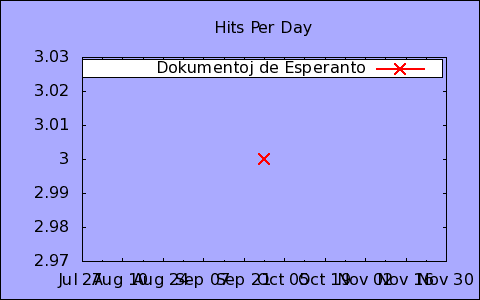 Hits Per Day
3.03
Dokumentoj de Esperanto
3.02
3.01
3
2.99
2.98
2.97
Jul 27 Aug 10 Aug 24 Sep 07 Sep 21 Oct 05 Oct 19 Nov 02 Nov 16 Nov 30